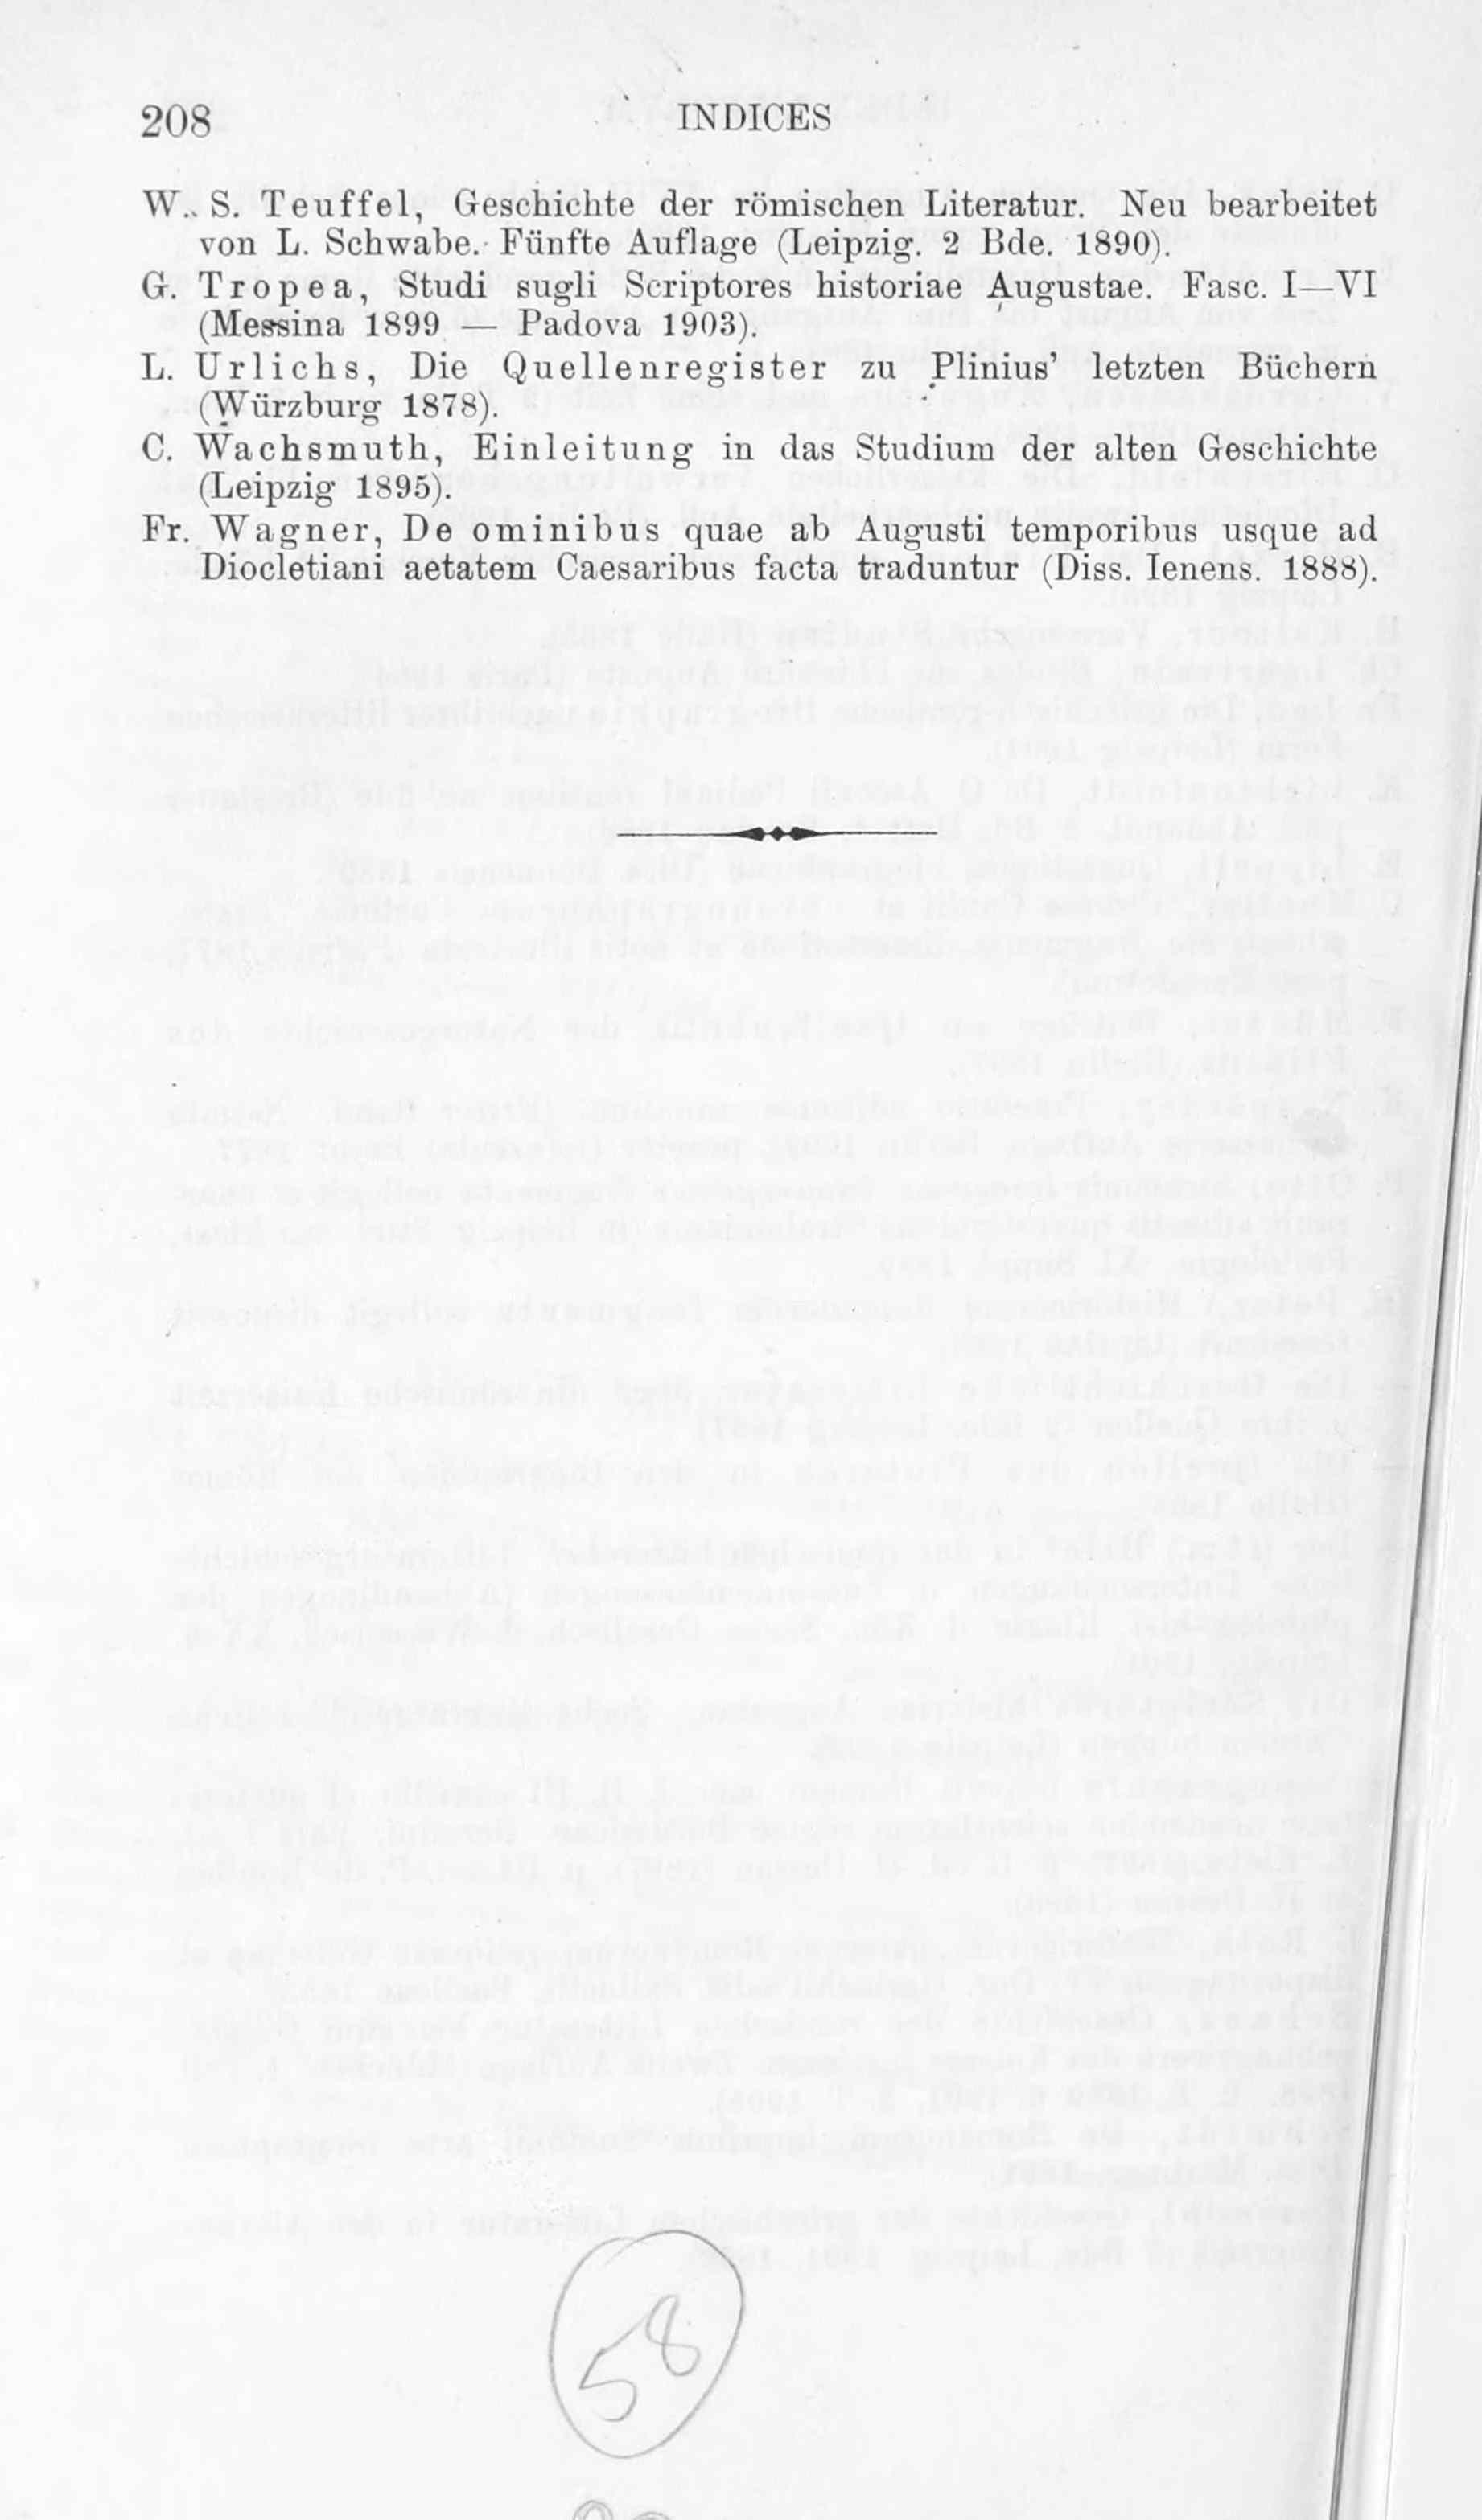 208 INDICES
W. S. Teuffel, Geschichte der römischen Literatur. Neu bearbeitet
von L. Schwabe. Fünfte Auflage (Leipzig. 2 Bde. 1890).
G. Tropea, Studi sugli Scriptores historiae Augustae. Fasc. I—VI
(Messina 1899 — Padova 1903).
L. Urlichs, Die Quellenregister zu Plinius’ letzten Büchern
(Würzburg 1878).
C. Wachsmuth, Einleitung in das Studium der alten Geschichte
(Leipzig 1895).
Fr. Wagner, De ominibus quae ab Augusti temporibus usque ad
Diocletiani aetatem Caesaribus facta traduntur (Diss. Ienens. 1888).
58